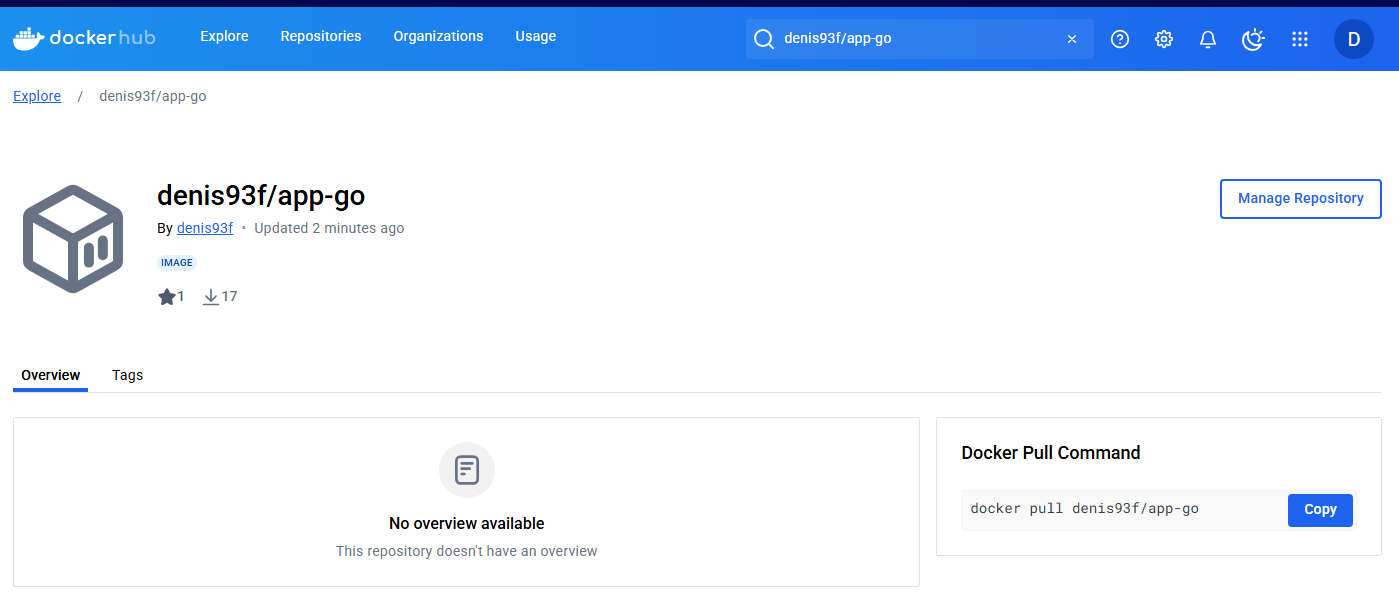 dockerhub Explore Repositories Organizations Usage denis93f/app-go D
Explore / denis93f/app-go
denis93f/app-go
Manage Repository
By denis93f • Updated 2 minutes ago
IMAGE
1 17
Overview Tags
Docker Pull Command
docker pull denis93f/app-go Copy
No overview available
This repository doesn't have an overview